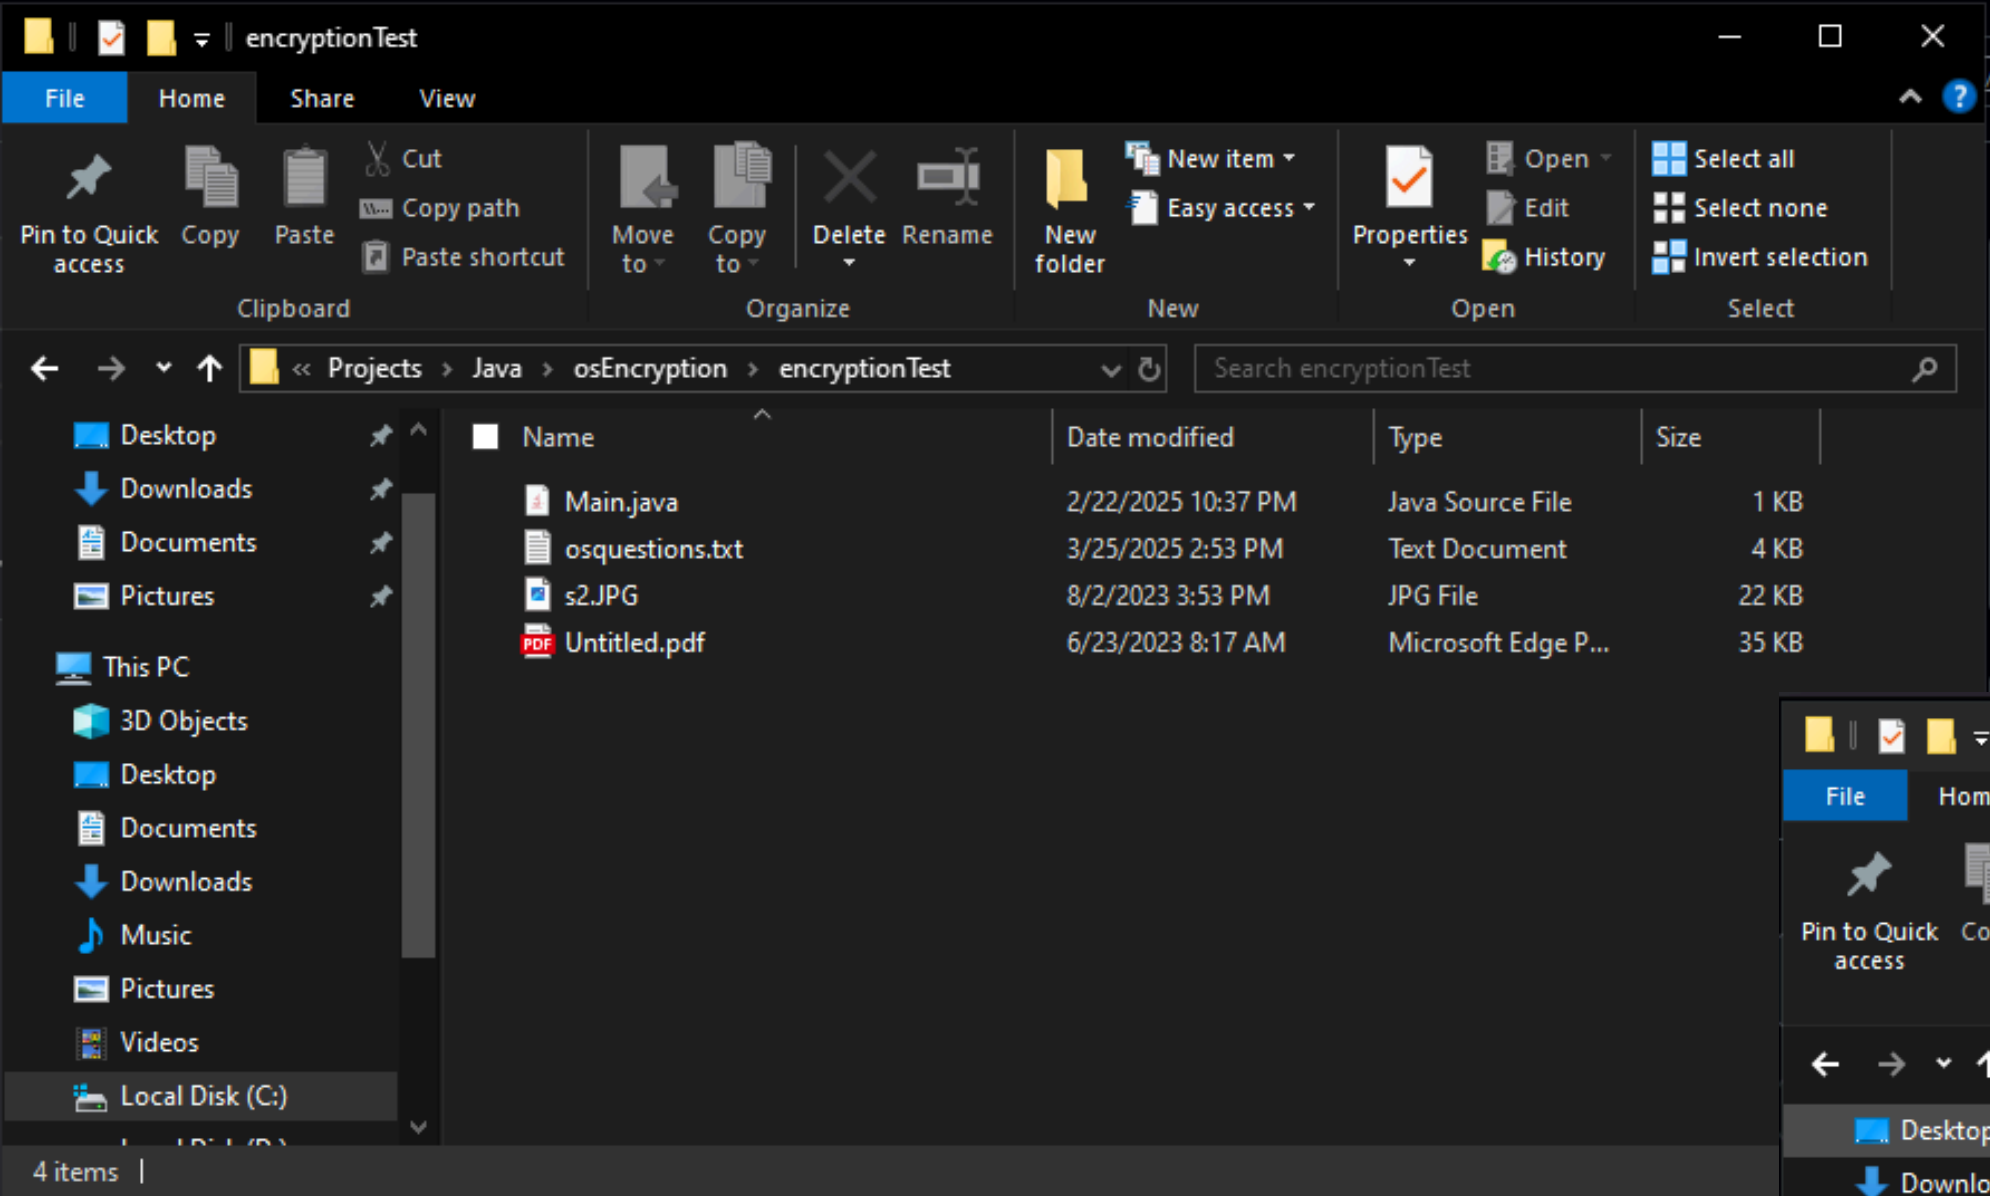 encryptionTest
File Home Share View
Pin to Quick access
Copy
Paste
Cut
Copy path
Paste shortcut
Clipboard
Move to
Copy to
Delete
Rename
Organize
New folder
New item
Easy access
New
Properties
Open
Edit
History
Open
Select all
Select none
Invert selection
Select
« Projects > Java > osEncryption > encryptionTest
Search encryptionTest
Desktop
Downloads
Documents
Pictures
This PC
3D Objects
Desktop
Documents
Downloads
Music
Pictures
Videos
Local Disk (C:)
Name Date modified Type Size
Main.java 2/22/2025 10:37 PM Java Source File 1 KB
osquestions.txt 3/25/2025 2:53 PM Text Document 4 KB
s2.JPG 8/2/2023 3:53 PM JPG File 22 KB
PDF Untitled.pdf 6/23/2023 8:17 AM Microsoft Edge P... 35 KB
4 items
File Hom
Pin to Quick access
Co
Desktop
Downlo